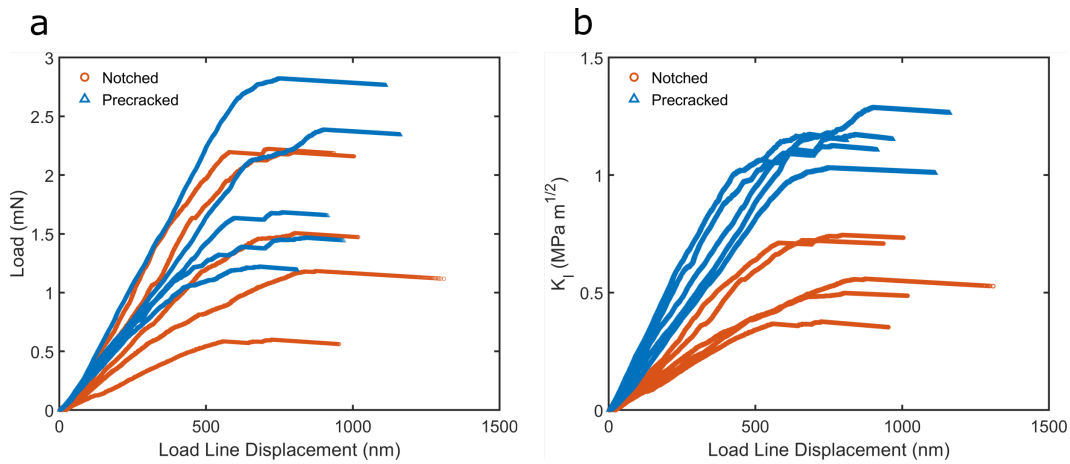 a
3
2.5
2
1.5
1
0.5
0
0
500
1000
1500
Load (mN)
Load Line Displacement (nm)
Notched
Precracked
b
1.5
1
0.5
0
0
500
1000
1500
K_I (MPa m^{1/2})
Load Line Displacement (nm)
Notched
Precracked